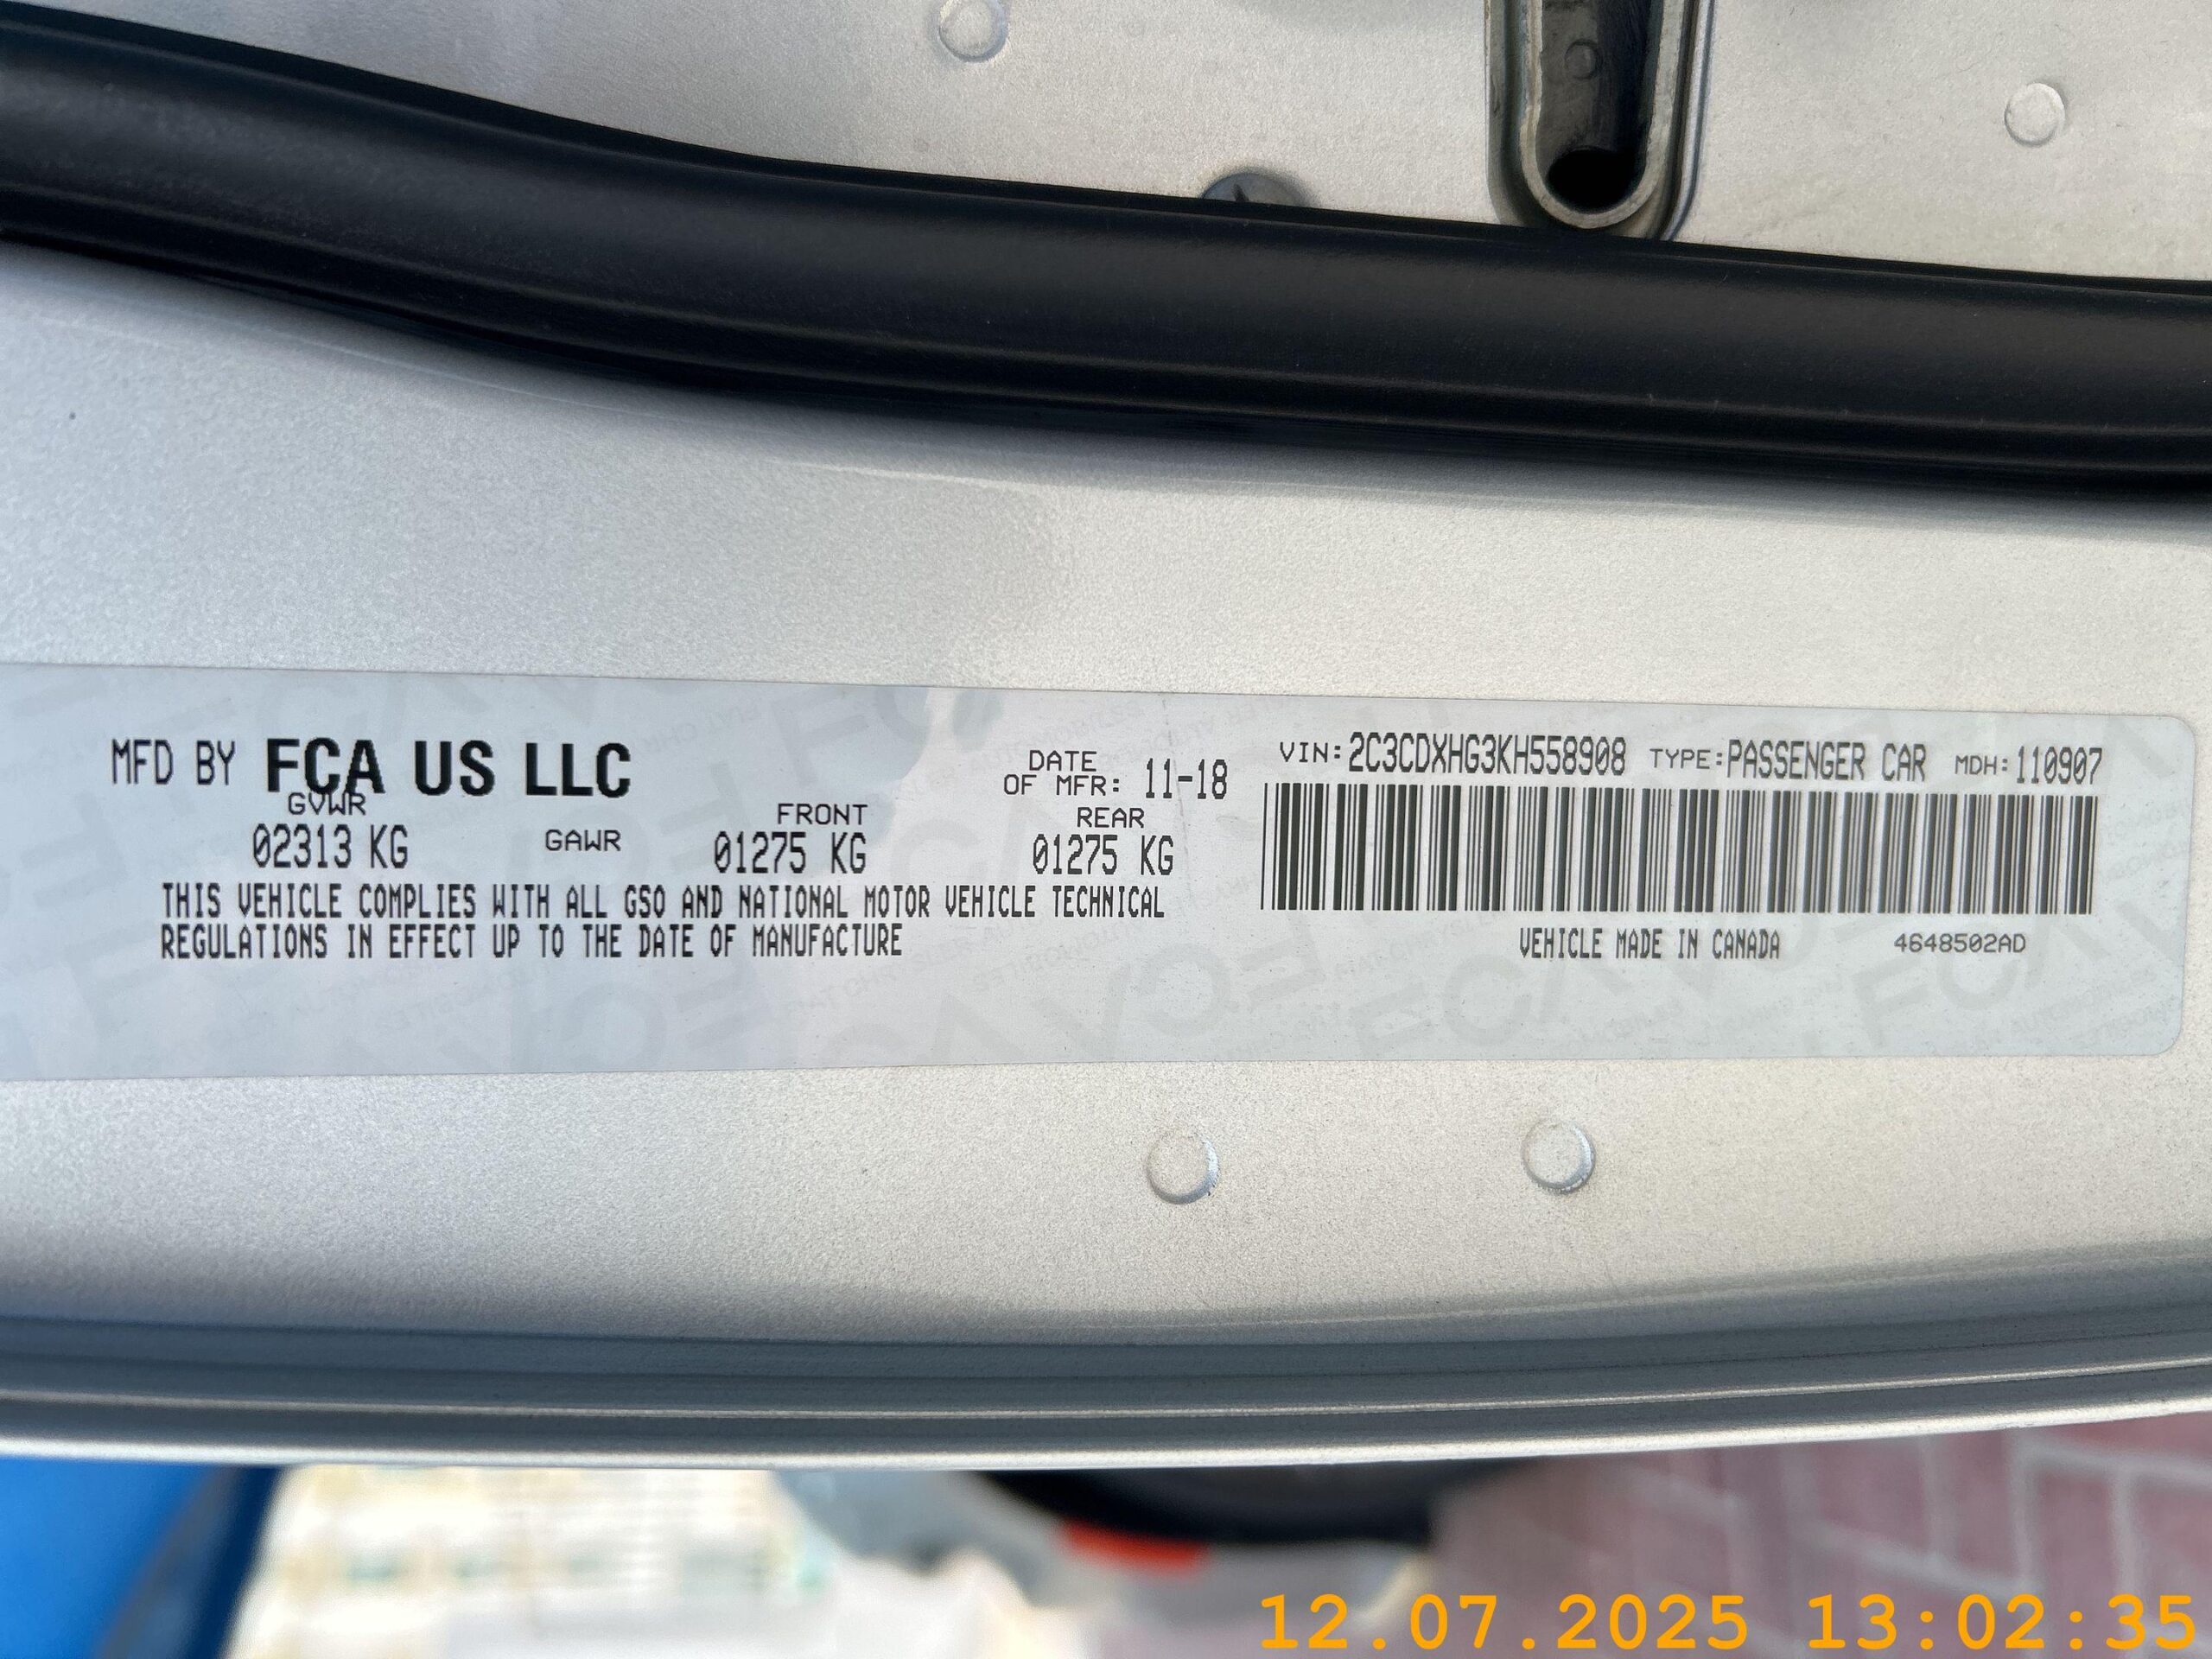 MFD BY FCA US LLC
DATE
OF MFR: 11-18
GVWR
02313 KG
GAWR
FRONT
01275 KG
REAR
01275 KG
THIS VEHICLE COMPLIES WITH ALL GSO AND NATIONAL MOTOR VEHICLE TECHNICAL
REGULATIONS IN EFFECT UP TO THE DATE OF MANUFACTURE
VIN: 2C3CDXHG3KH558908 TYPE: PASSENGER CAR MDH: 110907
VEHICLE MADE IN CANADA 4648502AD
12.07.2025 13:02:35